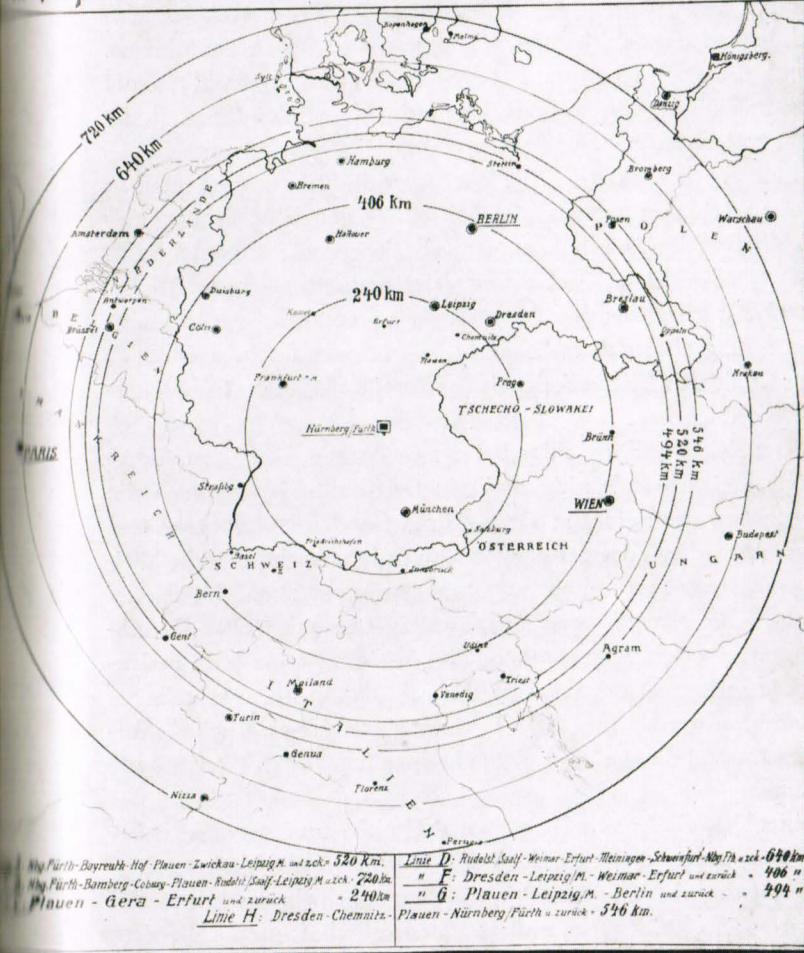 Kopenhagen
Malmö
Königsberg.
Sylt
Danzig
720 km
640 km
Hamburg
Stettin
Bromberg
Bremen
406 km
BERLIN
Posen
POLEN
Warschau
Amsterdam
NIEDERLANDE
Hannover
Duisburg
240 km
Leipzig
Breslau
Antwerpen
BELGIEN
Brüssel
Cöln
Kassel
Erfurt
Dresden
Chemnitz
Oppeln
Plauen
Krakau
Frankfurt a M
Prag
TSCHECHO-SLOWAKEI
FRANKREICH
PARIS
Nürnberg/Fürth
Brünn
546 km
520 km
494 km
Straßbg
München
WIEN
Salzburg
Budapest
Friedrichshafen
ÖSTERREICH
UNGARN
Basel
SCHWEIZ
Innsbruck
Bern
Genf
Udine
Agram
Triest
Mailand
Venedig
ITALIEN
Turin
Genua
Florenz
Nizza
Perugia
Nbg.Fürth-Bayreuth-Hof-Plauen-Zwickau-Leipzig M. und zck = 520 Km.
Nbg.Fürth-Bamberg-Coburg-Plauen-Rudolst/Saalf-Leipzig M u zck - 720 km
Plauen - Gera - Erfurt und zurück = 240 km
Linie D: Rudolst/Saalf-Weimar-Erfurt-Meiningen-Schweinfurt-Nbg.Fth. u zck - 640 km
" F: Dresden-Leipzig/M.-Weimar-Erfurt und zurück = 406 "
" G: Plauen-Leipzig/M.-Berlin und zurück - 494 "
Linie H: Dresden-Chemnitz-Plauen-Nürnberg/Fürth u. zurück = 546 km.